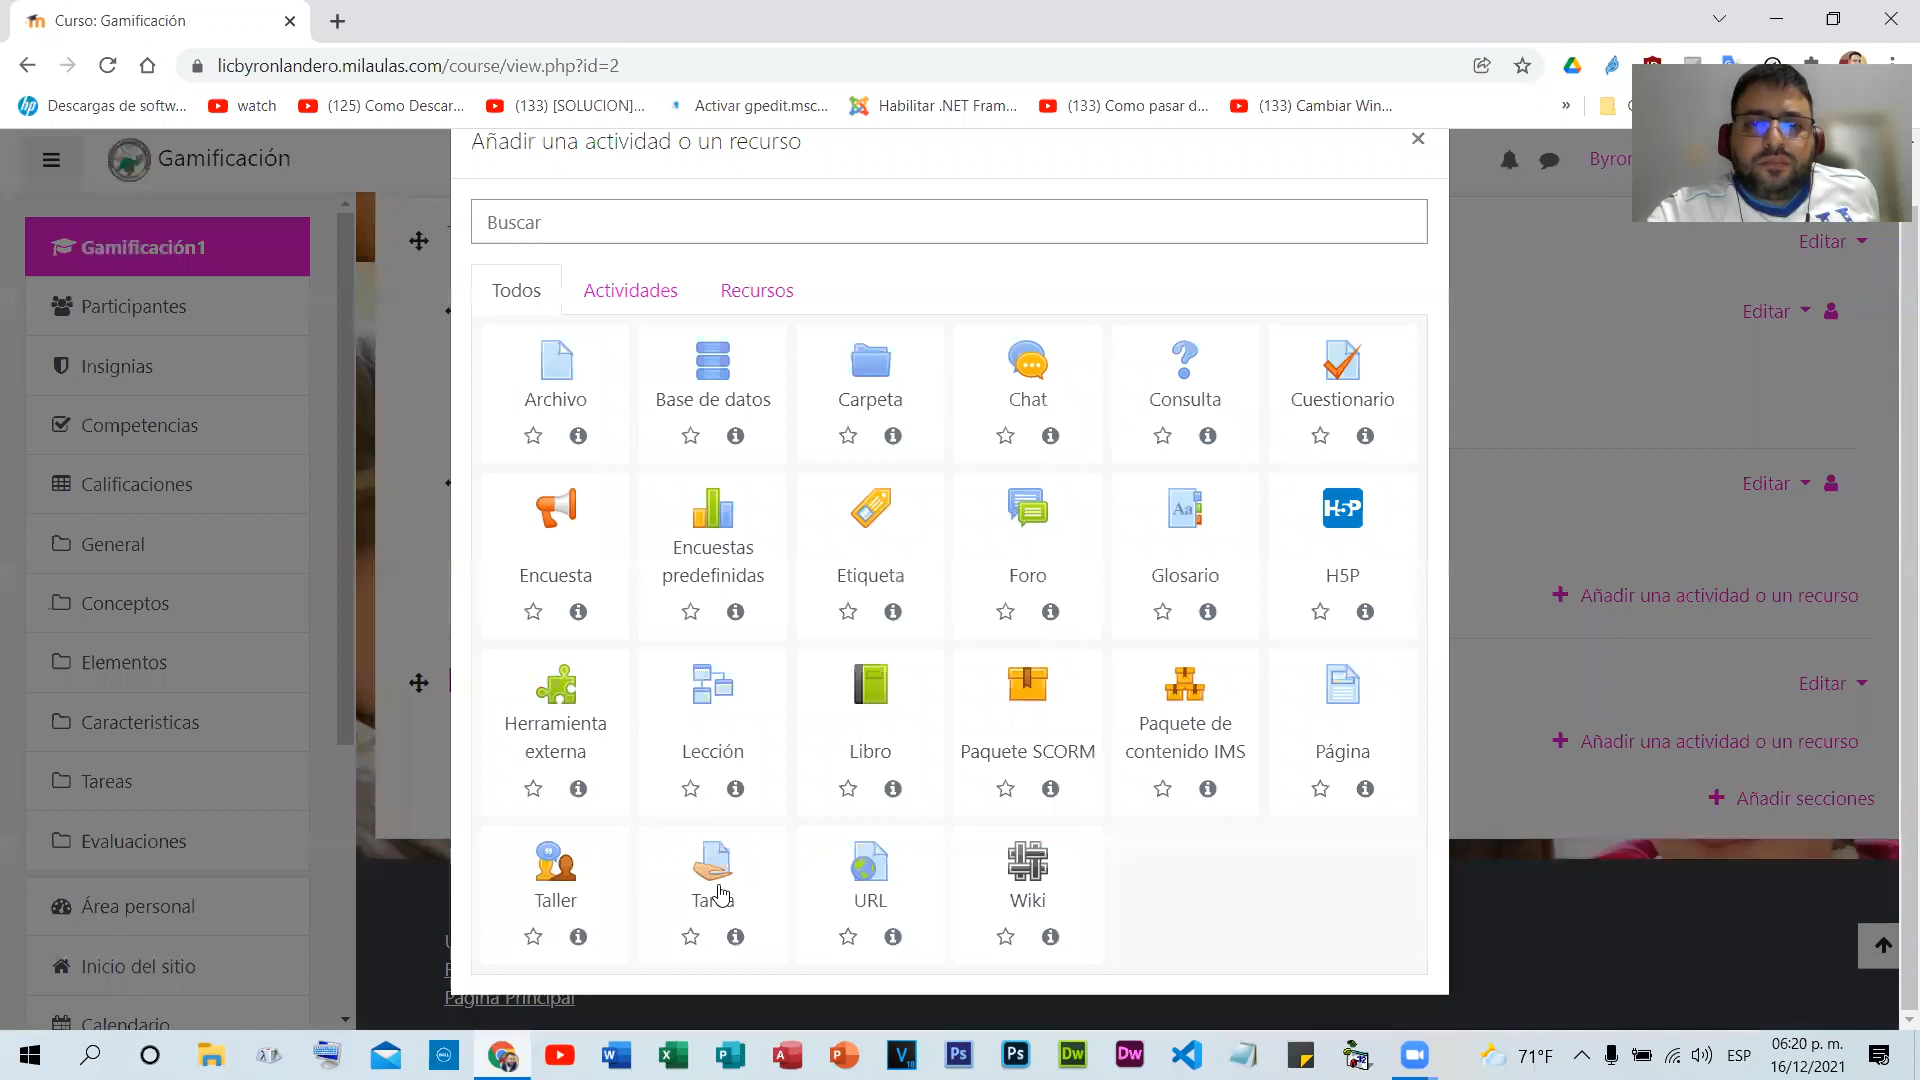 Curso: Gamificación
licbyronlandero.milaulas.com/course/view.php?id=2
Descargas de softw...
watch
(125) Como Descar...
(133) [SOLUCION]...
Activar gpedit.msc...
Habilitar .NET Fram...
(133) Como pasar d...
(133) Cambiar Win...
»
Gamificación
Añadir una actividad o un recurso
Buscar
Todos
Actividades
Recursos
Archivo
Base de datos
Carpeta
Chat
Consulta
Cuestionario
Encuesta
Encuestas
predefinidas
Etiqueta
Foro
Glosario
H5P
H5P
Herramienta
externa
Lección
Libro
Paquete SCORM
Paquete de
contenido IMS
Página
Taller
Tarea
URL
Wiki
Gamificación1
Participantes
Insignias
Competencias
Calificaciones
General
Conceptos
Elementos
Caracteristicas
Tareas
Evaluaciones
Área personal
Inicio del sitio
Calendario
Editar
Editar
Editar
Añadir una actividad o un recurso
Editar
Añadir una actividad o un recurso
Añadir secciones
Página Principal
71°F
ESP
06:20 p. m.
16/12/2021